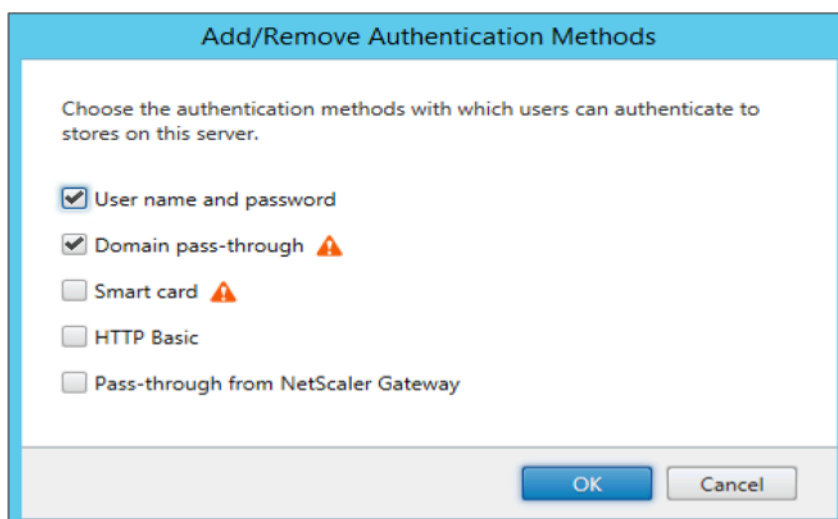 Add/Remove Authentication Methods
Choose the authentication methods with which users can authenticate to
stores on this server.
User name and password
Domain pass-through
Smart card
HTTP Basic
Pass-through from NetScaler Gateway
OK
Cancel